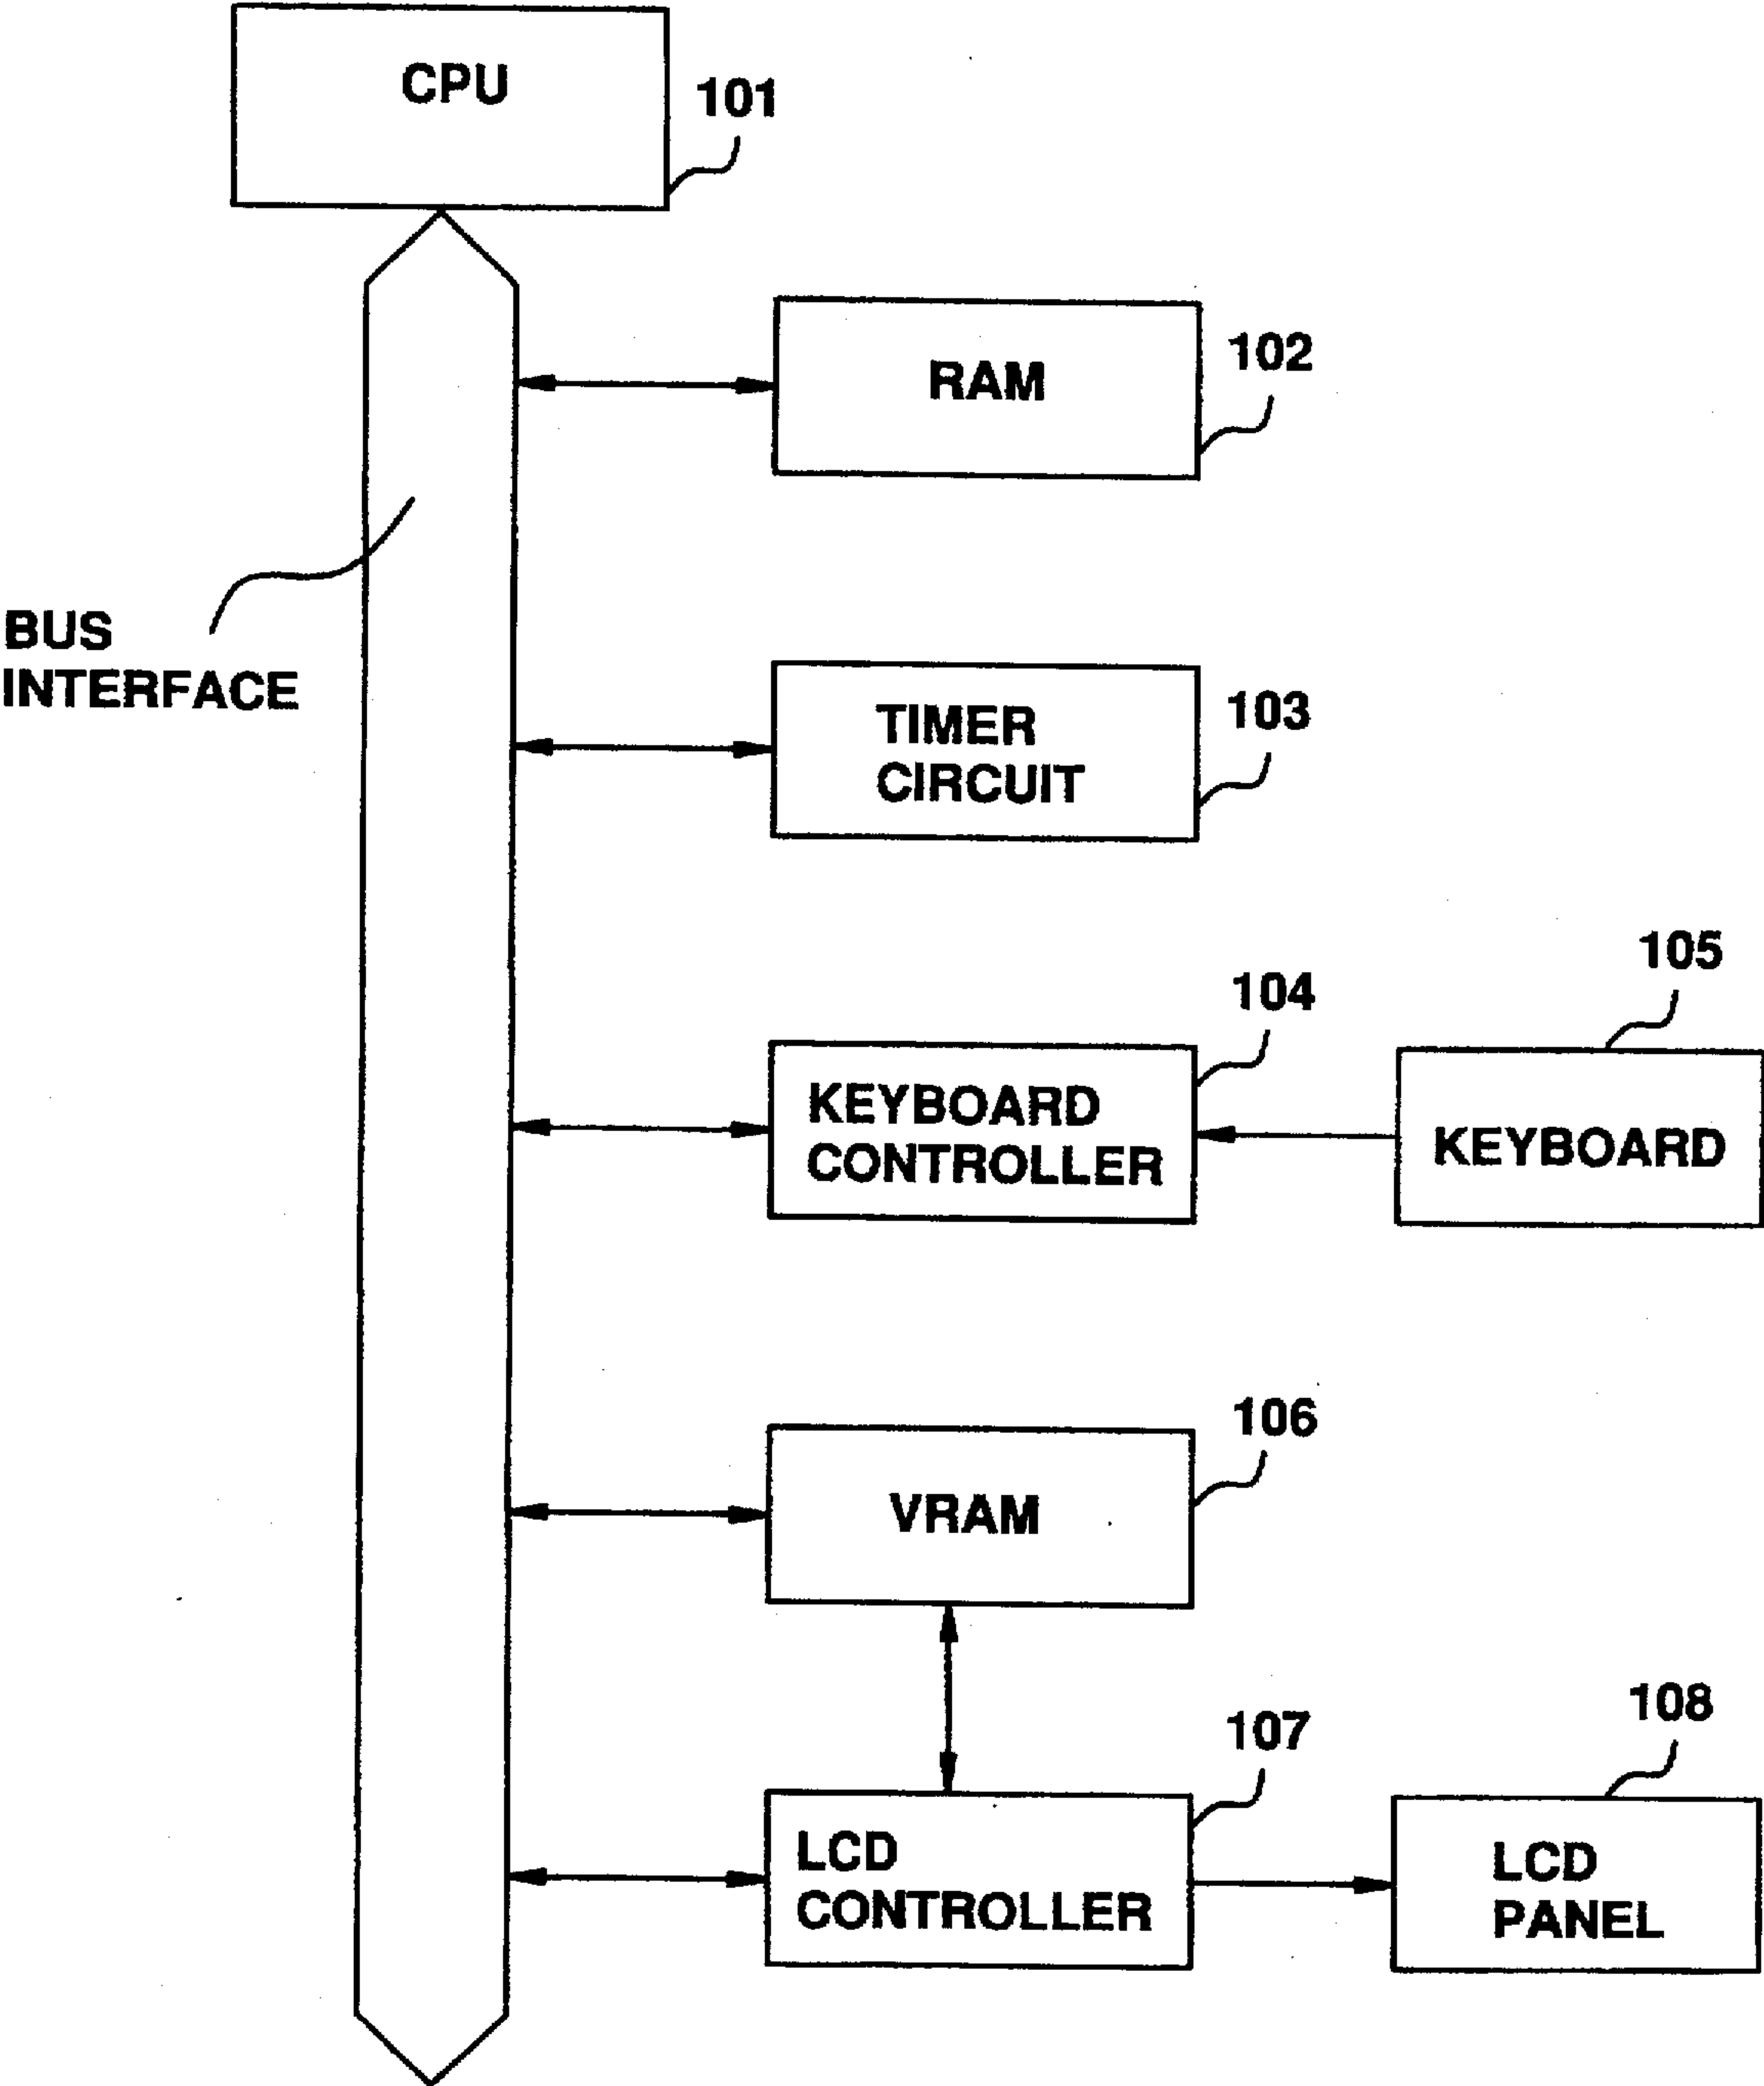 CPU
101
RAM
102
BUS
INTERFACE
TIMER
CIRCUIT
103
KEYBOARD
CONTROLLER
104
KEYBOARD
105
VRAM
106
LCD
CONTROLLER
107
LCD
PANEL
108